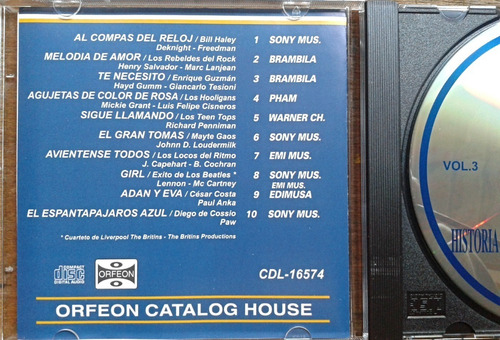 AL COMPAS DEL RELOJ / Bill Haley 1 SONY MUS.
Deknight - Freedman
MELODIA DE AMOR / Los Rebeldes del Rock 2 BRAMBILA
Henry Salvador - Marc Lanjean
TE NECESITO / Enrique Guzmán 3 BRAMBILA
Hayd Gumm - Giancarlo Tesioni
AGUJETAS DE COLOR DE ROSA / Los Hooligans 4 PHAM
Mickie Grant - Luis Felipe Cisneros
SIGUE LLAMANDO / Los Teen Tops 5 WARNER CH.
Richard Penniman
EL GRAN TOMAS / Mayte Gaos 6 SONY MUS.
Johnn D. Loudermilk
AVIENTENSE TODOS / Los Locos del Ritmo 7 EMI MUS.
J. Capehart - B. Cochran
GIRL / Exito de Los Beatles * 8 SONY MUS.
Lennon - Mc Cartney EMI MUS.
ADAN Y EVA / César Costa 9 EDIMUSA
Paul Anka
EL ESPANTAPAJAROS AZUL / Diego de Cossio 10 SONY MUS.
Paw
* Cuarteto de Liverpool The Britins - The Britins Productions
COMPACT
disc
DIGITAL AUDIO
ORFEON
CDL-16574
ORFEON CATALOG HOUSE
VOL.3
HISTORIA